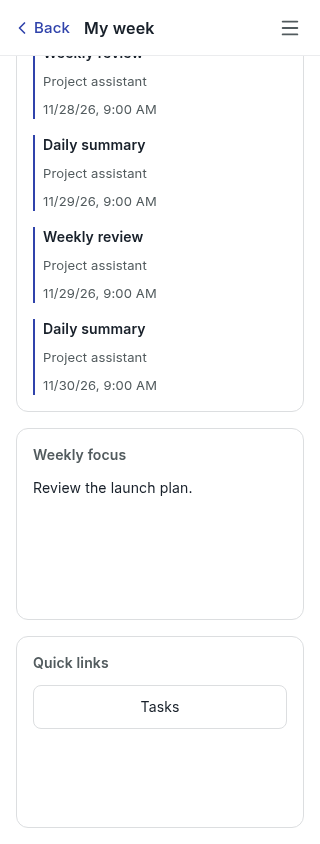 Back
My week
Weekly review
Project assistant
11/28/26, 9:00 AM
Daily summary
Project assistant
11/29/26, 9:00 AM
Weekly review
Project assistant
11/29/26, 9:00 AM
Daily summary
Project assistant
11/30/26, 9:00 AM
Weekly focus
Review the launch plan.
Quick links
Tasks